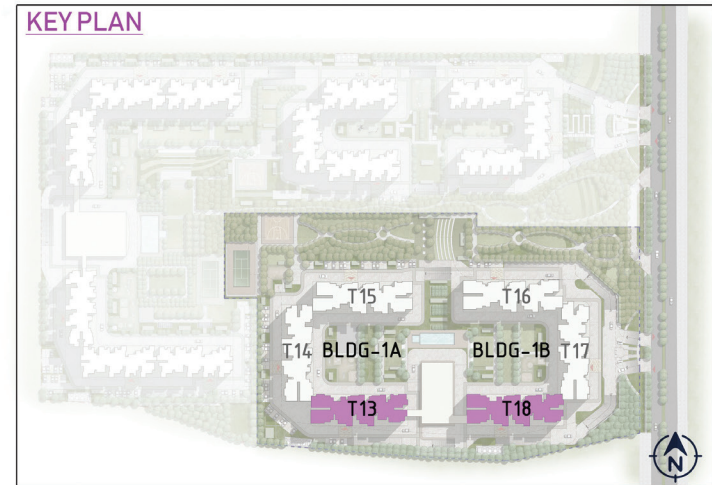 KEY PLAN
T15
T16
T14 BLDG-1A
BLDG-1B T17
T13
T18
N